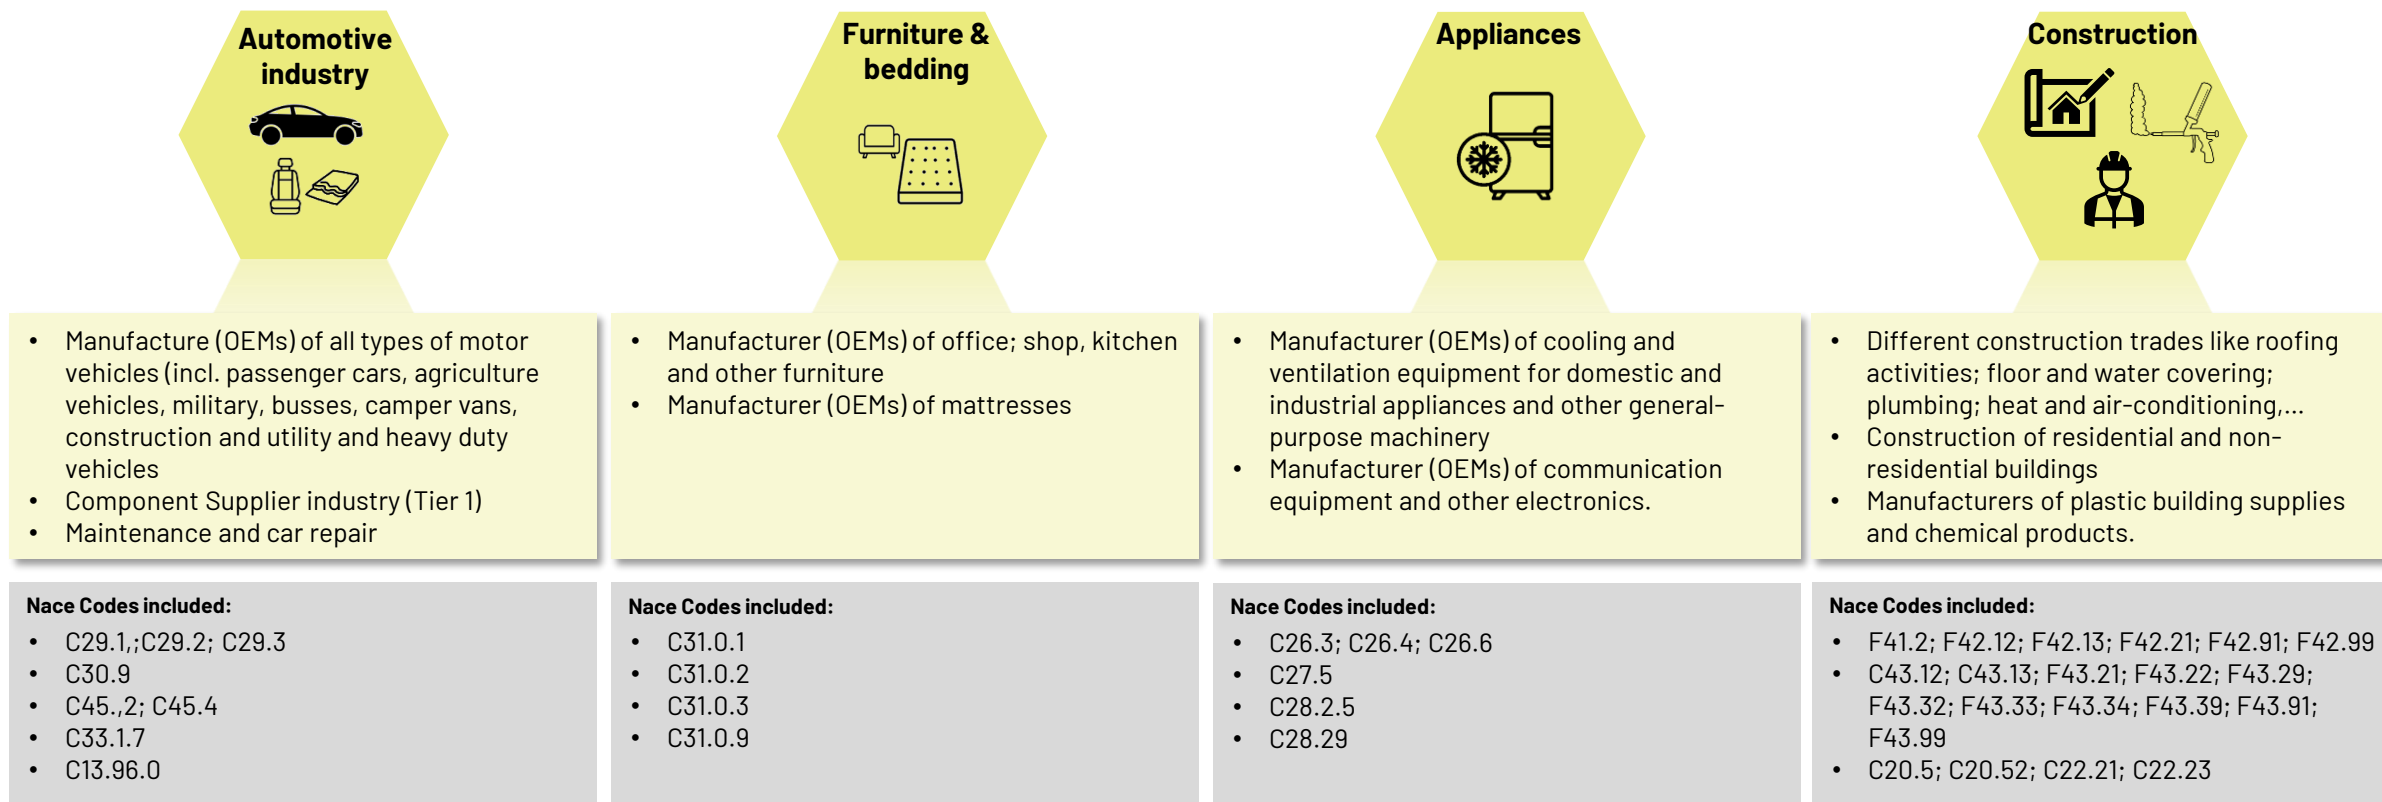 Automotive
industry
Furniture &
bedding
Appliances
Construction
• Manufacture (OEMs) of all types of motor
vehicles (incl. passenger cars, agriculture
vehicles, military, busses, camper vans,
construction and utility and heavy duty
vehicles
• Component Supplier industry (Tier 1)
• Maintenance and car repair
• Manufacturer (OEMs) of office; shop, kitchen
and other furniture
• Manufacturer (OEMs) of mattresses
• Manufacturer (OEMs) of cooling and
ventilation equipment for domestic and
industrial appliances and other general-
purpose machinery
• Manufacturer (OEMs) of communication
equipment and other electronics.
• Different construction trades like roofing
activities; floor and water covering;
plumbing; heat and air-conditioning,...
• Construction of residential and non-
residential buildings
• Manufacturers of plastic building supplies
and chemical products.
Nace Codes included:
• C29.1,;C29.2; C29.3
• C30.9
• C45.,2; C45.4
• C33.1.7
• C13.96.0
Nace Codes included:
• C31.0.1
• C31.0.2
• C31.0.3
• C31.0.9
Nace Codes included:
• C26.3; C26.4; C26.6
• C27.5
• C28.2.5
• C28.29
Nace Codes included:
• F41.2; F42.12; F42.13; F42.21; F42.91; F42.99
• C43.12; C43.13; F43.21; F43.22; F43.29;
F43.32; F43.33; F43.34; F43.39; F43.91;
F43.99
• C20.5; C20.52; C22.21; C22.23